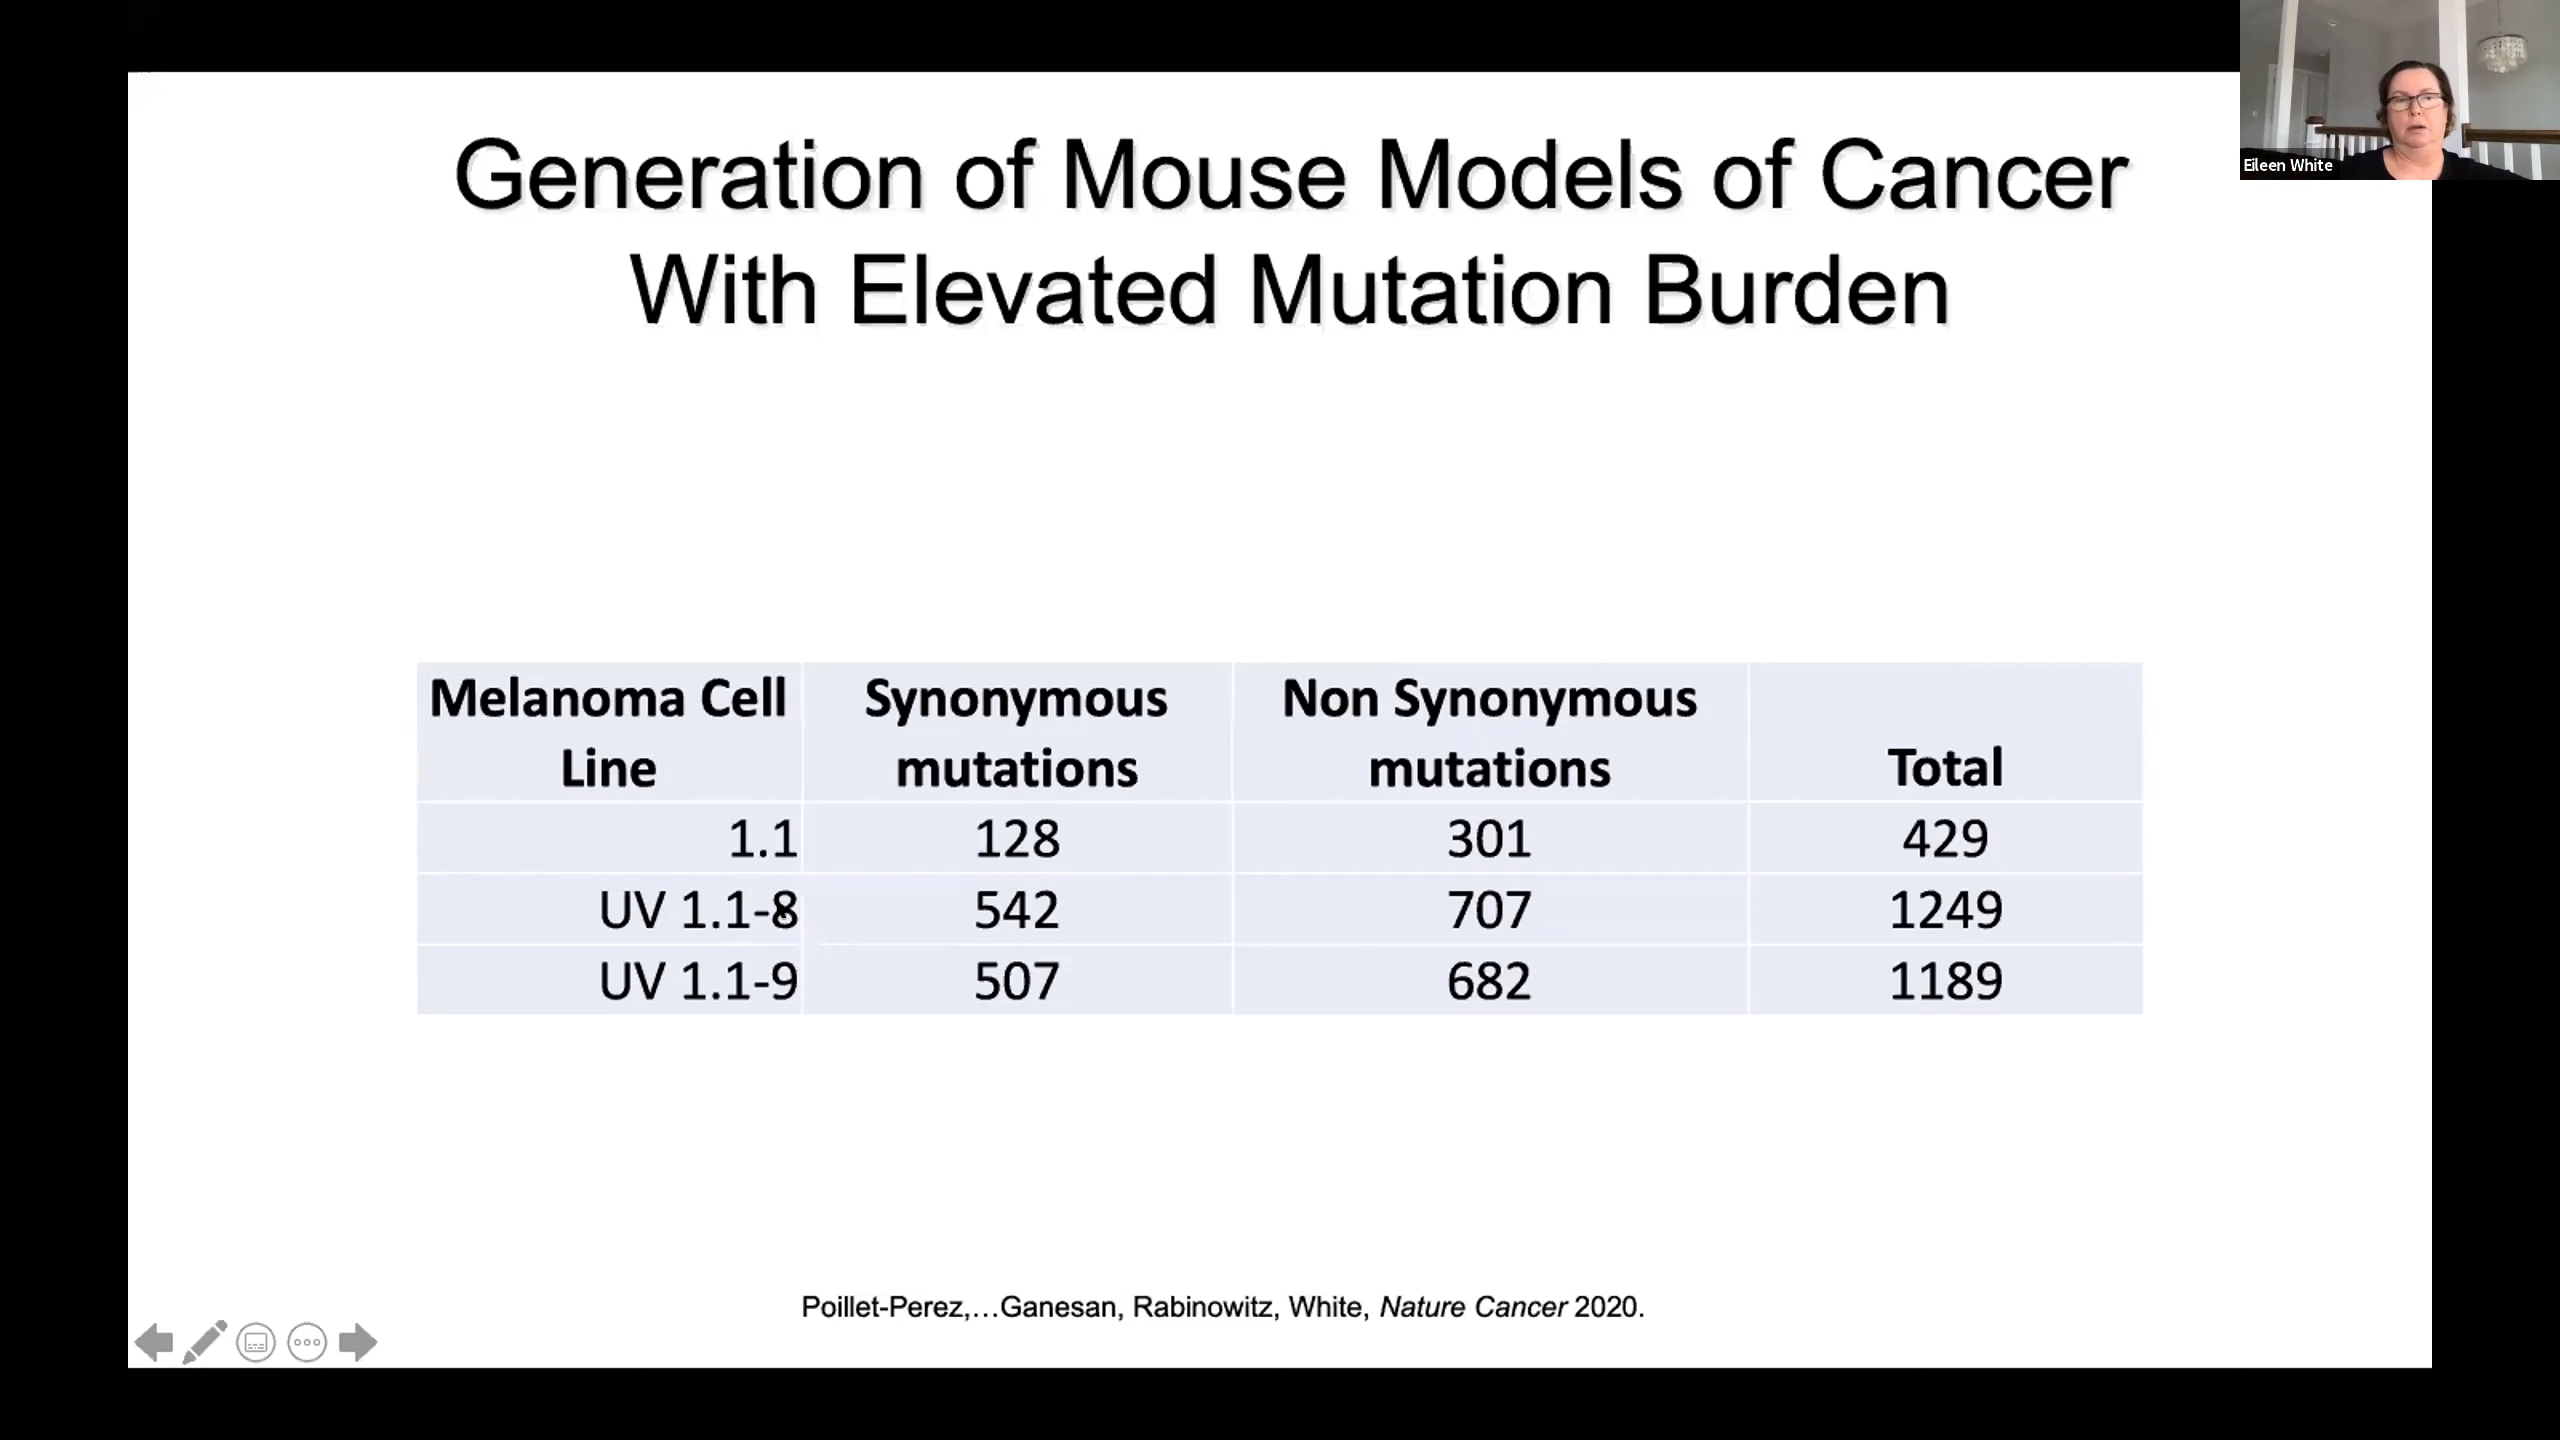 Generation of Mouse Models of Cancer
With Elevated Mutation Burden
Eileen White
Melanoma Cell Line Synonymous mutations Non Synonymous mutations Total
1.1 128 301 429
UV 1.1-8 542 707 1249
UV 1.1-9 507 682 1189
Poillet-Perez,…Ganesan, Rabinowitz, White, Nature Cancer 2020.